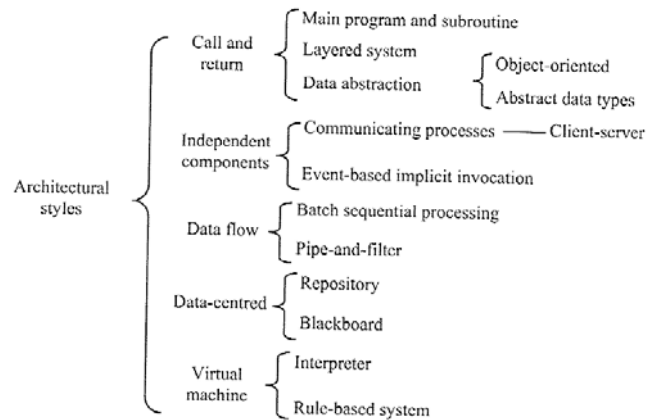 Architectural
styles
Call and
return
Main program and subroutine
Layered system
Data abstraction
Object-oriented
Abstract data types
Independent
components
Communicating processes
Client-server
Event-based implicit invocation
Data flow
Batch sequential processing
Pipe-and-filter
Data-centred
Repository
Blackboard
Virtual
machine
Interpreter
Rule-based system